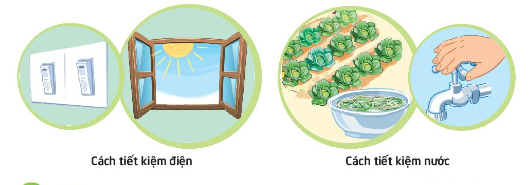 Cách tiết kiệm điện
Cách tiết kiệm nước